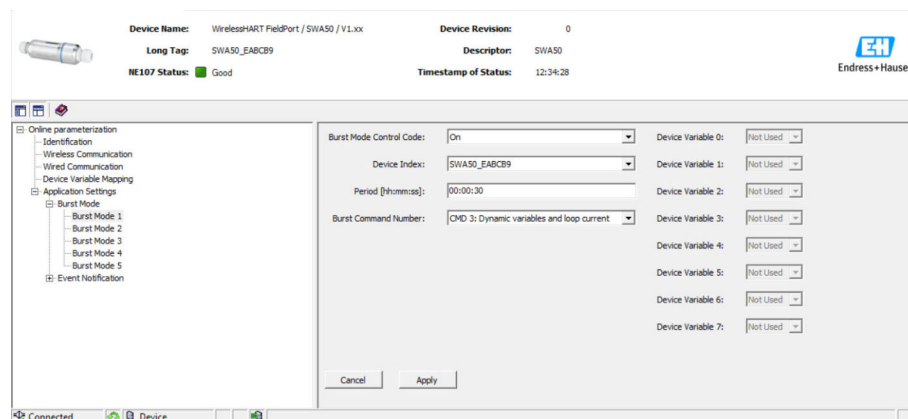 Device Name: WirelessHART FieldPort / SWA50 / V1.xx Device Revision: 0
Long Tag: SWA50_EABCB9 Descriptor: SWA50
NE107 Status: Good Timestamp of Status: 12:34:28
EH
Endress+Hause
Online parameterization
Identification
Wireless Communication
Wired Communication
Device Variable Mapping
Application Settings
Burst Mode
Burst Mode 1
Burst Mode 2
Burst Mode 3
Burst Mode 4
Burst Mode 5
Event Notification
Burst Mode Control Code: On
Device Index: SWA50_EABCB9
Period [hh:mm:ss]: 00:00:30
Burst Command Number: CMD 3: Dynamic variables and loop current
Device Variable 0: Not Used
Device Variable 1: Not Used
Device Variable 2: Not Used
Device Variable 3: Not Used
Device Variable 4: Not Used
Device Variable 5: Not Used
Device Variable 6: Not Used
Device Variable 7: Not Used
Cancel Apply
Connected Device